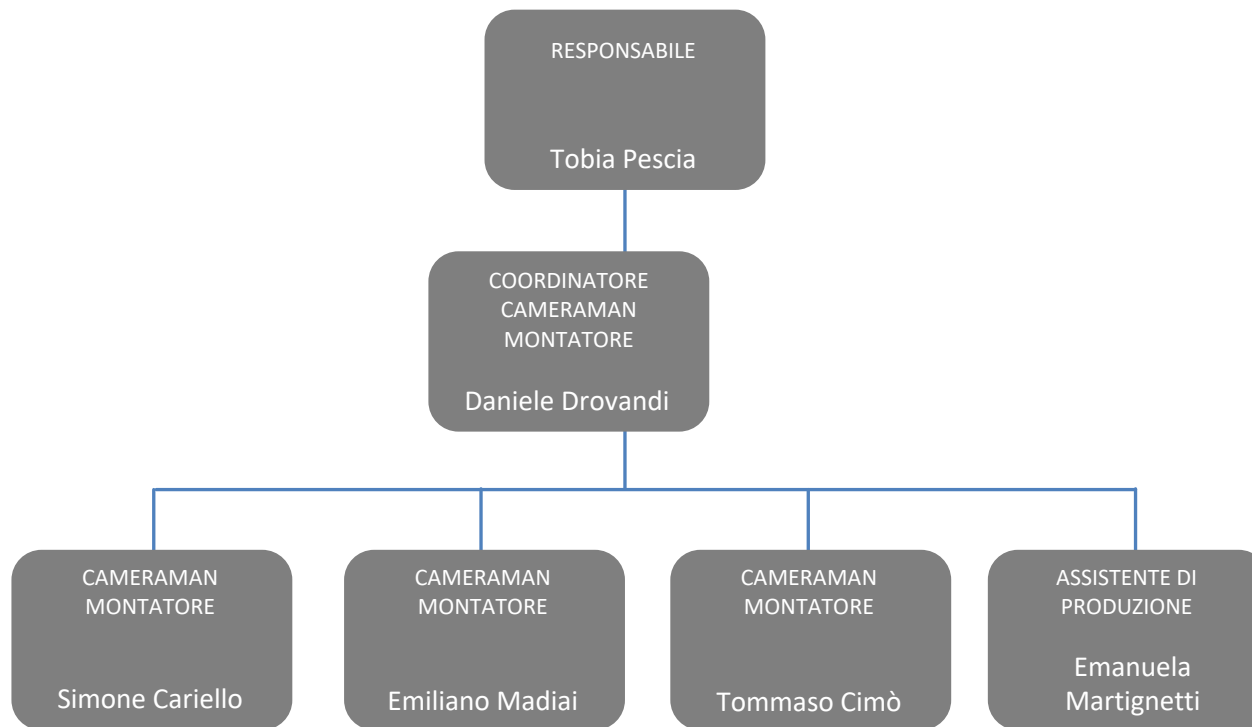 RESPONSABILE
Tobia Pescia
COORDINATORE
CAMERAMAN
MONTATORE
Daniele Drovandi
CAMERAMAN
MONTATORE
Simone Cariello
CAMERAMAN
MONTATORE
Emiliano Madiai
CAMERAMAN
MONTATORE
Tommaso Cimò
ASSISTENTE DI
PRODUZIONE
Emanuela
Martignetti